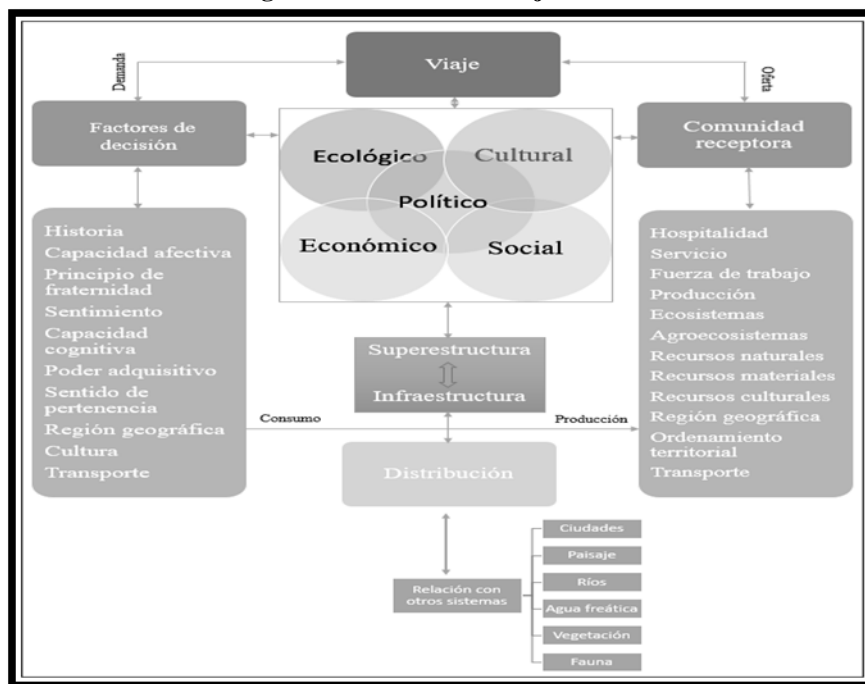 Viaje
Demanda
Oferta
Factores de
decisión
Ecológico
Cultural
Político
Económico
Social
Comunidad
receptora
Historia
Capacidad afectiva
Principio de
fraternidad
Sentimiento
Capacidad
cognitiva
Poder adquisitivo
Sentido de
pertenencia
Región geográfica
Cultura
Transporte
Superestructura
Infraestructura
Hospitalidad
Servicio
Fuerza de trabajo
Producción
Ecosistemas
Agroecosistemas
Recursos naturales
Recursos materiales
Recursos culturales
Región geográfica
Ordenamiento
territorial
Transporte
Consumo
Producción
Distribución
Relación con
otros sistemas
Ciudades
Paisaje
Ríos
Agua freática
Vegetación
Fauna